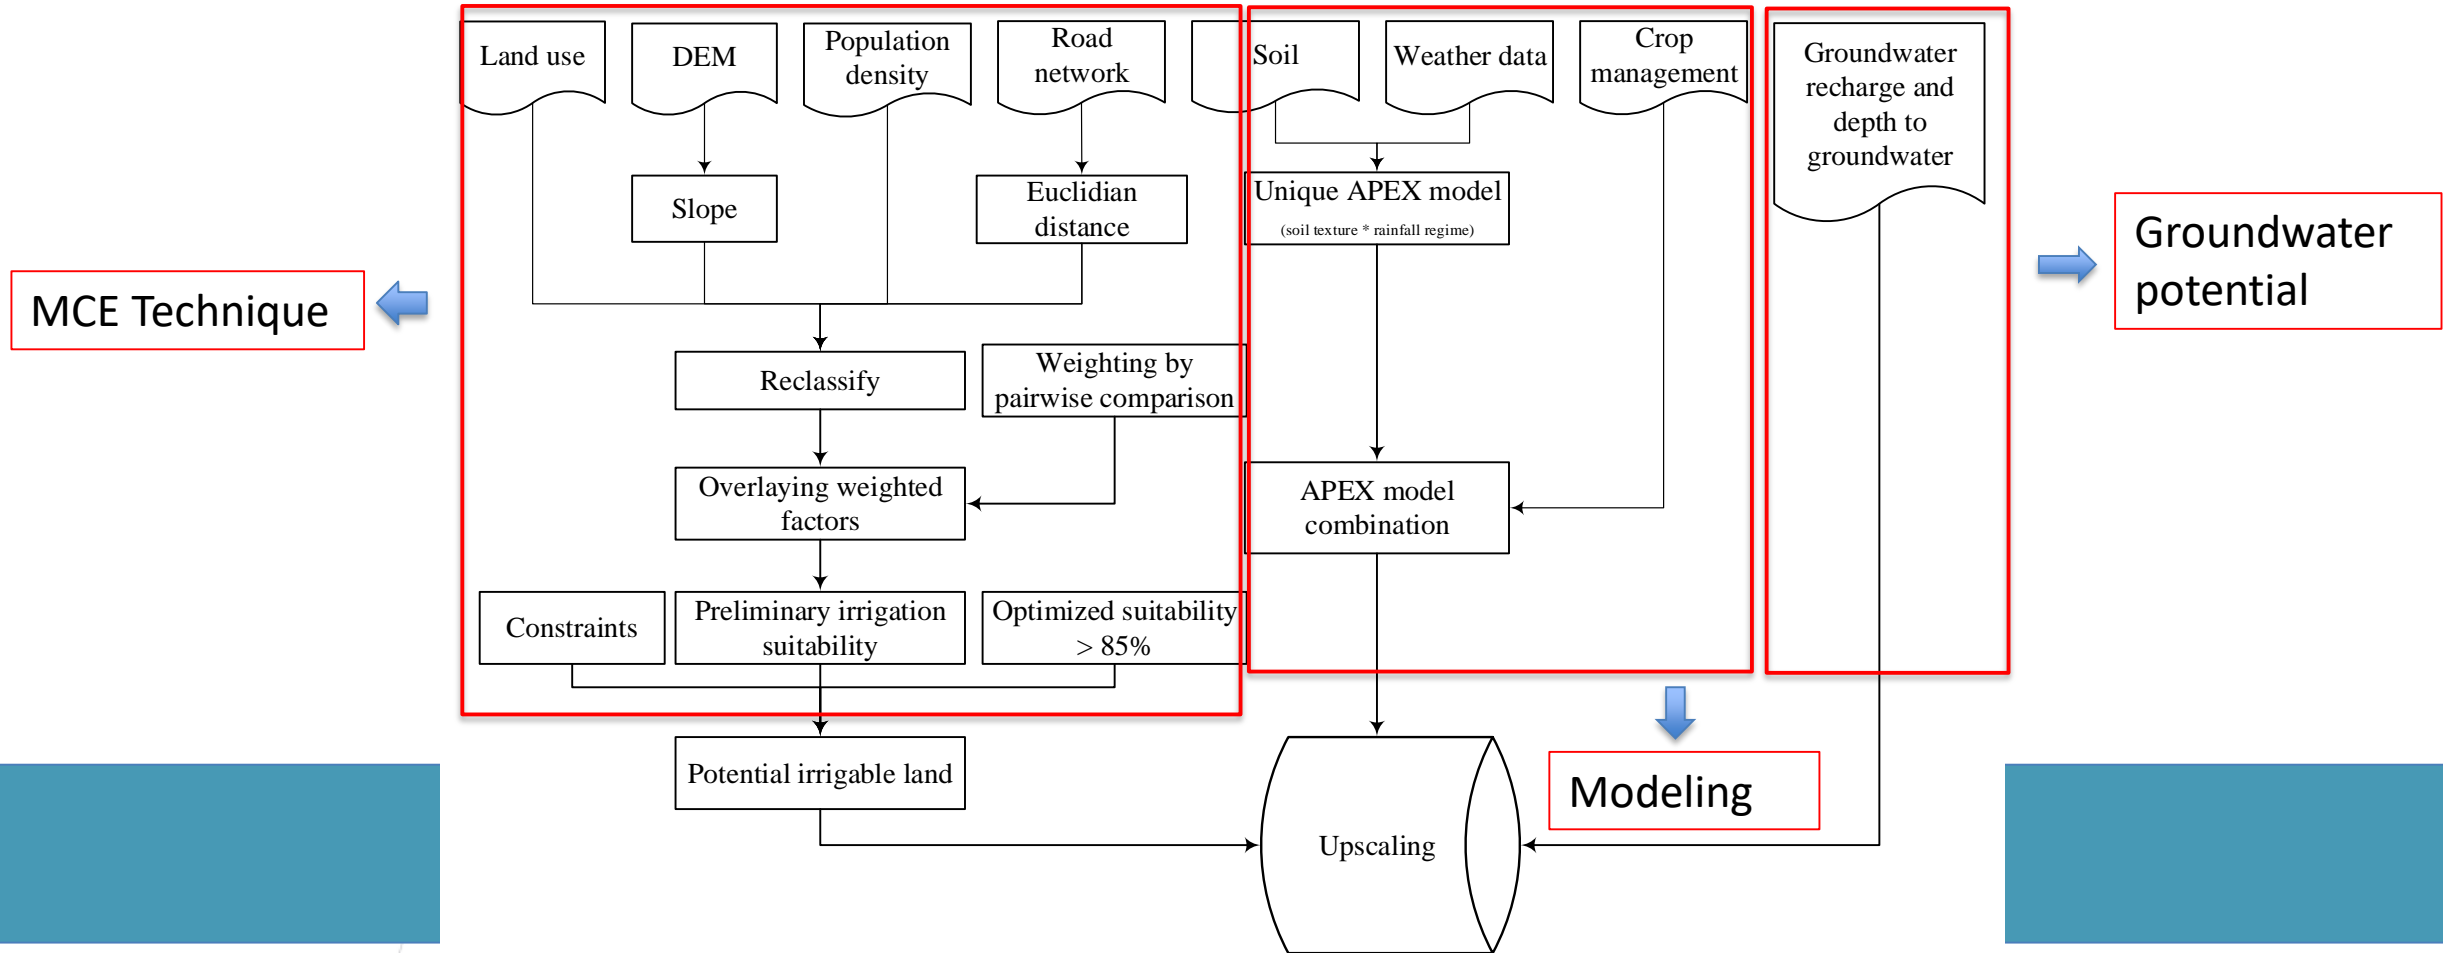 Land use
DEM
Population
density
Road
network
Soil
Weather data
Crop
management
Groundwater
recharge and
depth to
groundwater
Slope
Euclidian
distance
Unique APEX model
(soil texture * rainfall regime)
Groundwater
potential
MCE Technique
Reclassify
Weighting by
pairwise comparison
Overlaying weighted
factors
APEX model
combination
Constraints
Preliminary irrigation
suitability
Optimized suitability
> 85%
Potential irrigable land
Modeling
Upscaling